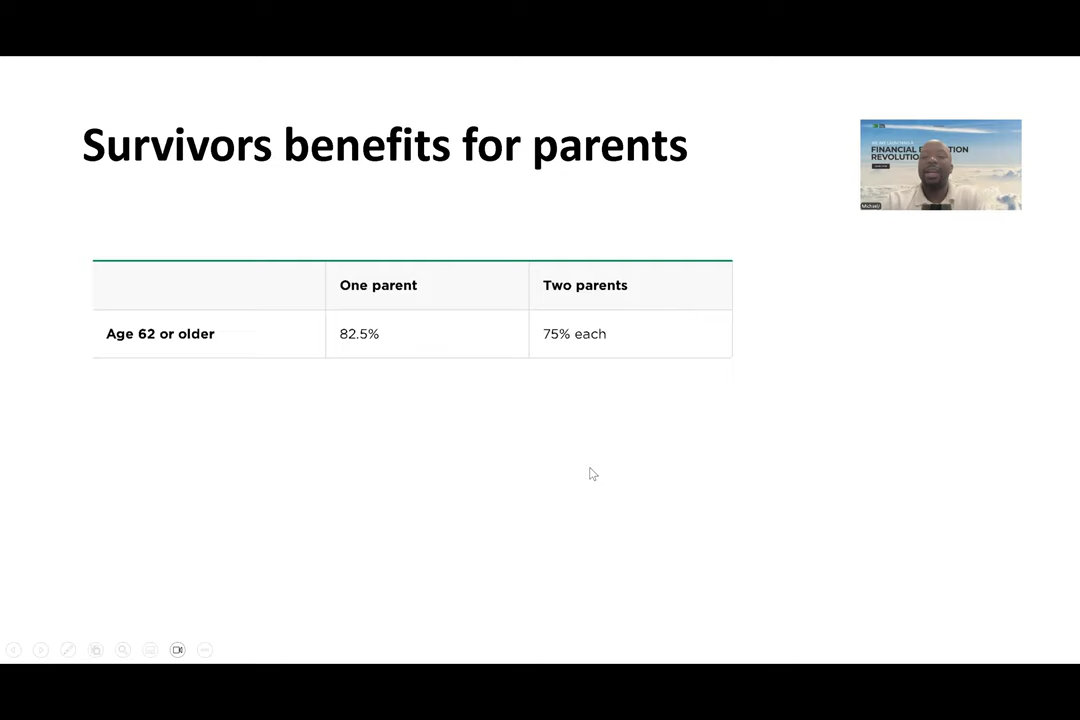 Survivors benefits for parents
FINANCIAL
REVOLUTIO
One parent
Two parents
Age 62 or older
82.5%
75% each